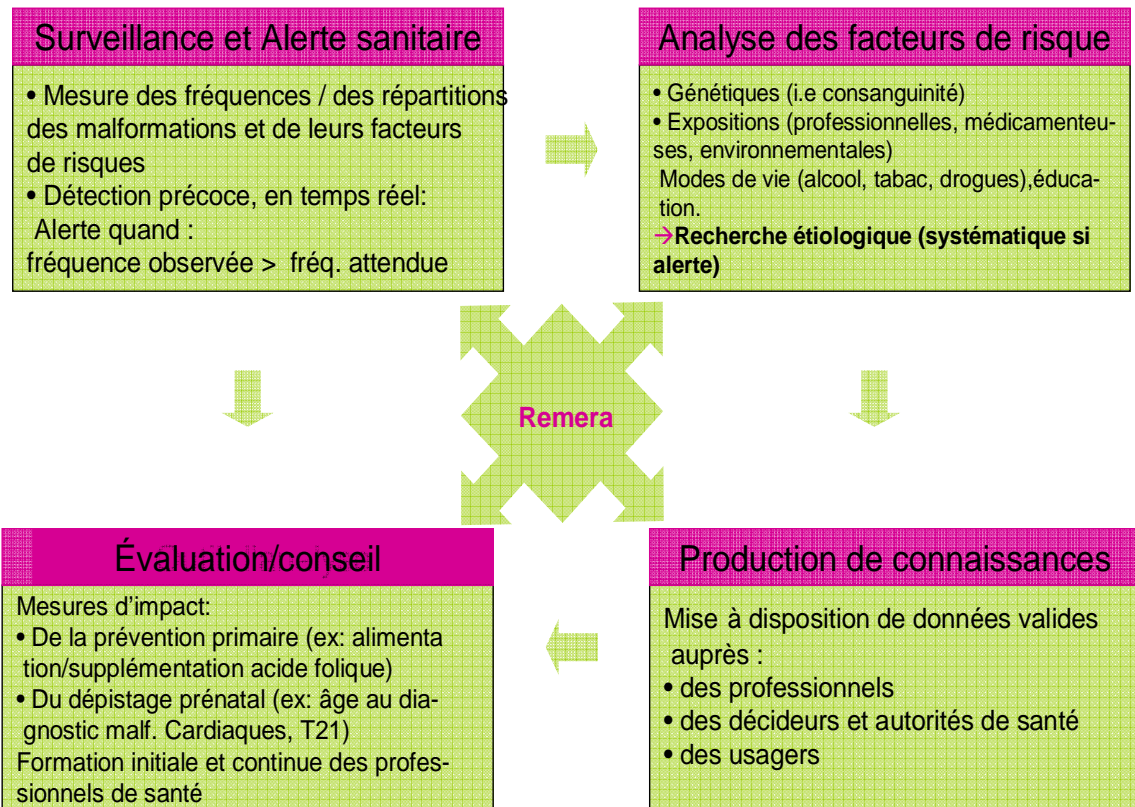 Surveillance et Alerte sanitaire
• Mesure des fréquences / des répartitions
des malformations et de leurs facteurs
de risques
• Détection précoce, en temps réel:
Alerte quand :
fréquence observée > fréq. attendue
Analyse des facteurs de risque
• Génétiques (i.e consanguinité)
• Expositions (professionnelles, médicamenteu-
ses, environnementales)
Modes de vie (alcool, tabac, drogues),éduca-
tion.
→Recherche étiologique (systématique si
alerte)
Remera
Évaluation/conseil
Mesures d'impact:
• De la prévention primaire (ex: alimenta
tion/supplémentation acide folique)
• Du dépistage prénatal (ex: âge au dia-
gnostic malf. Cardiaques, T21)
Formation initiale et continue des profes-
sionnels de santé
Production de connaissances
Mise à disposition de données valides
auprès :
• des professionnels
• des décideurs et autorités de santé
• des usagers